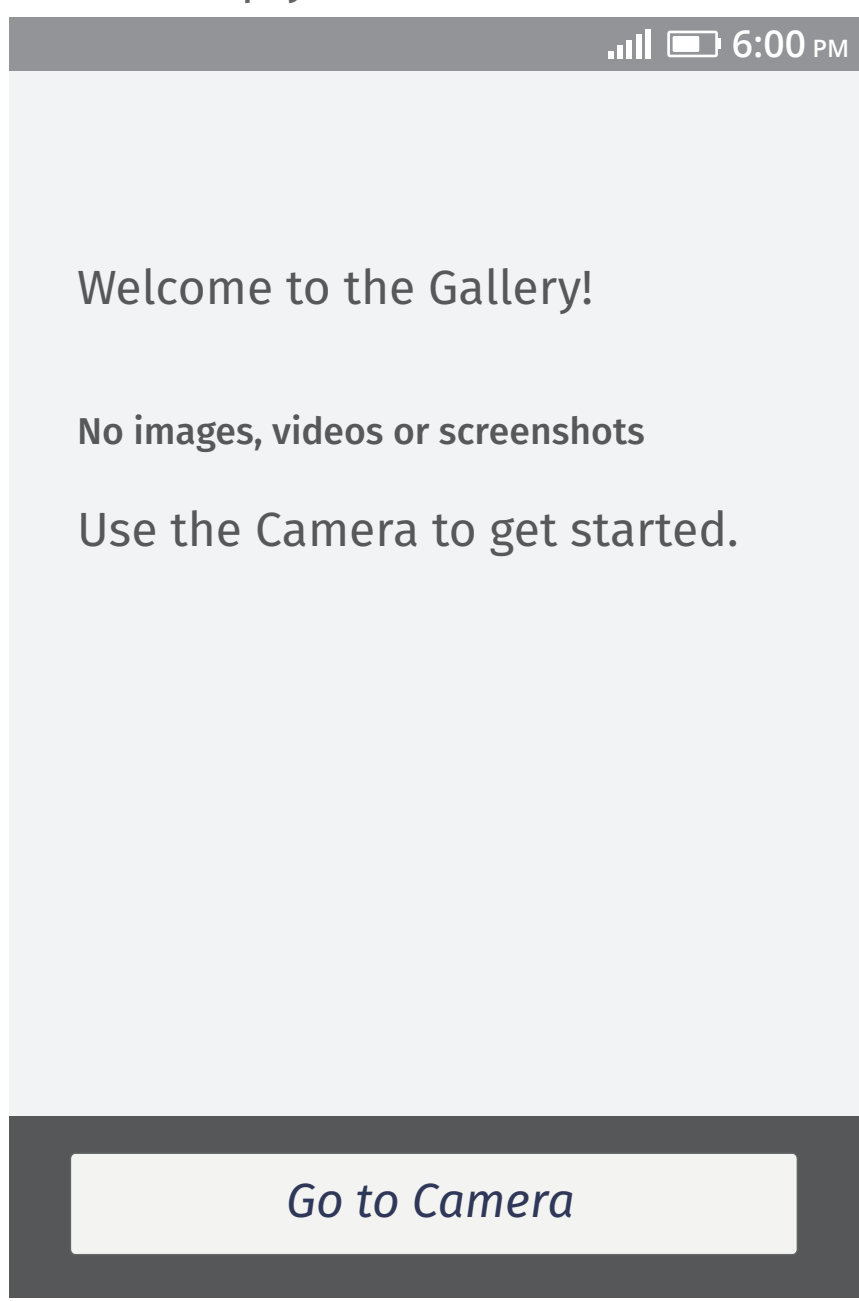 6:00 PM
Welcome to the Gallery!
No images, videos or screenshots
Use the Camera to get started.
Go to Camera